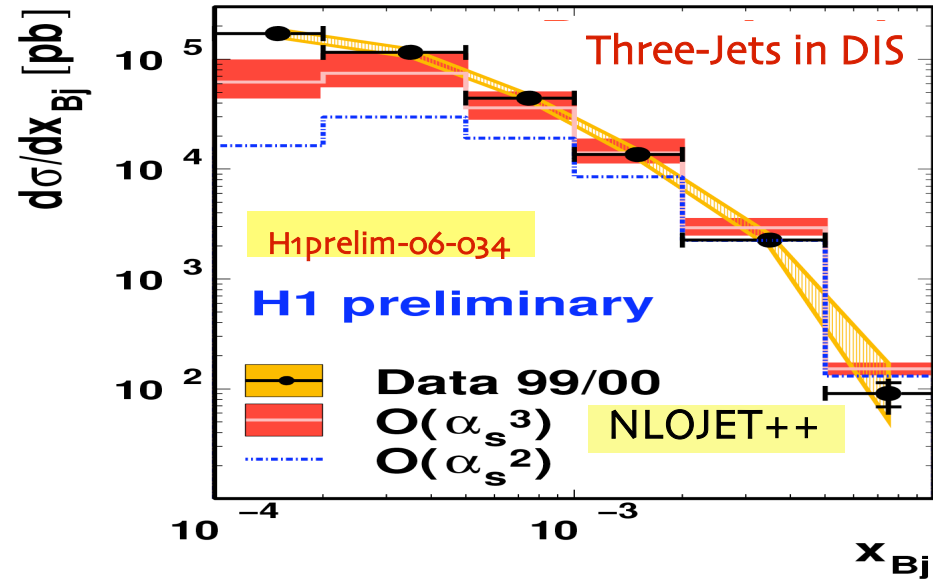 dσ/dx_Bj [pb]
Three-Jets in DIS
10^5
10^4
10^3
10^2
H1prelim-06-034
H1 preliminary
Data 99/00
O(α_s^3)
O(α_s^2)
NLOJET++
10^-4
10^-3
x_Bj